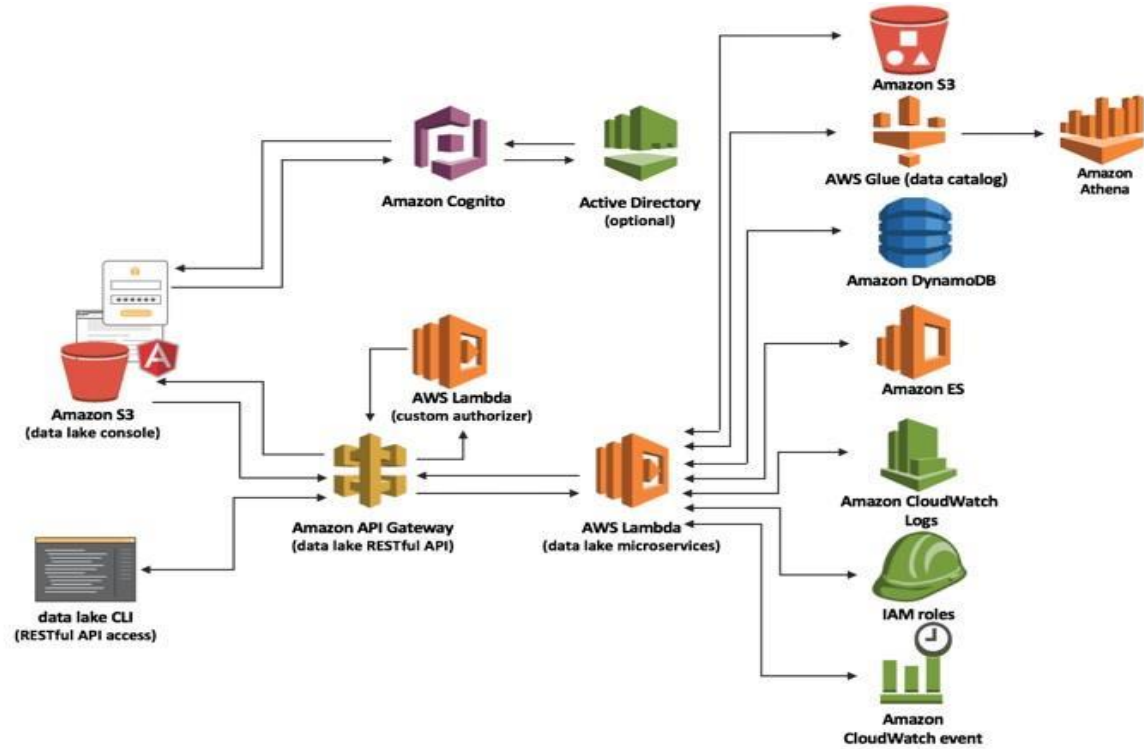 Amazon S3
AWS Glue (data catalog)
Amazon
Athena
Amazon Cognito
Active Directory
(optional)
Amazon DynamoDB
******
A
Amazon S3
(data lake console)
AWS Lambda
(custom authorizer)
Amazon ES
Amazon API Gateway
(data lake RESTful API)
AWS Lambda
(data lake microservices)
Amazon CloudWatch
Logs
data lake CLI
(RESTful API access)
IAM roles
Amazon
CloudWatch event